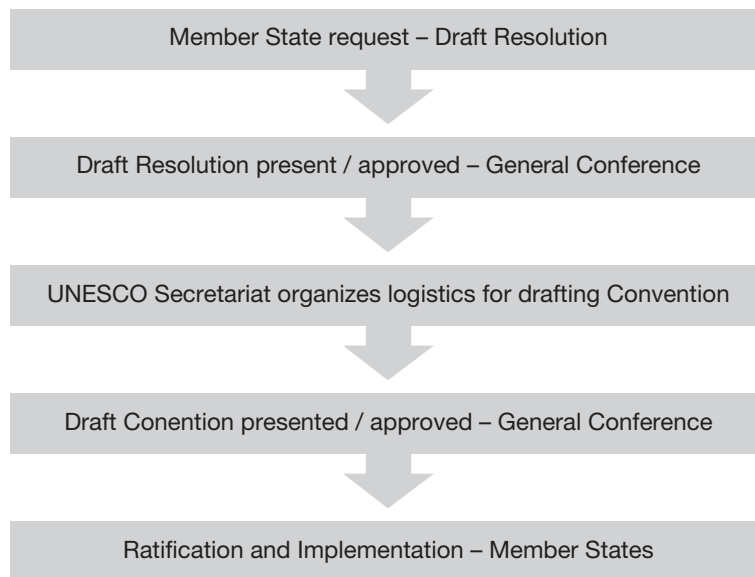 Member State request – Draft Resolution
Draft Resolution present / approved – General Conference
UNESCO Secretariat organizes logistics for drafting Convention
Draft Conention presented / approved – General Conference
Ratification and Implementation – Member States